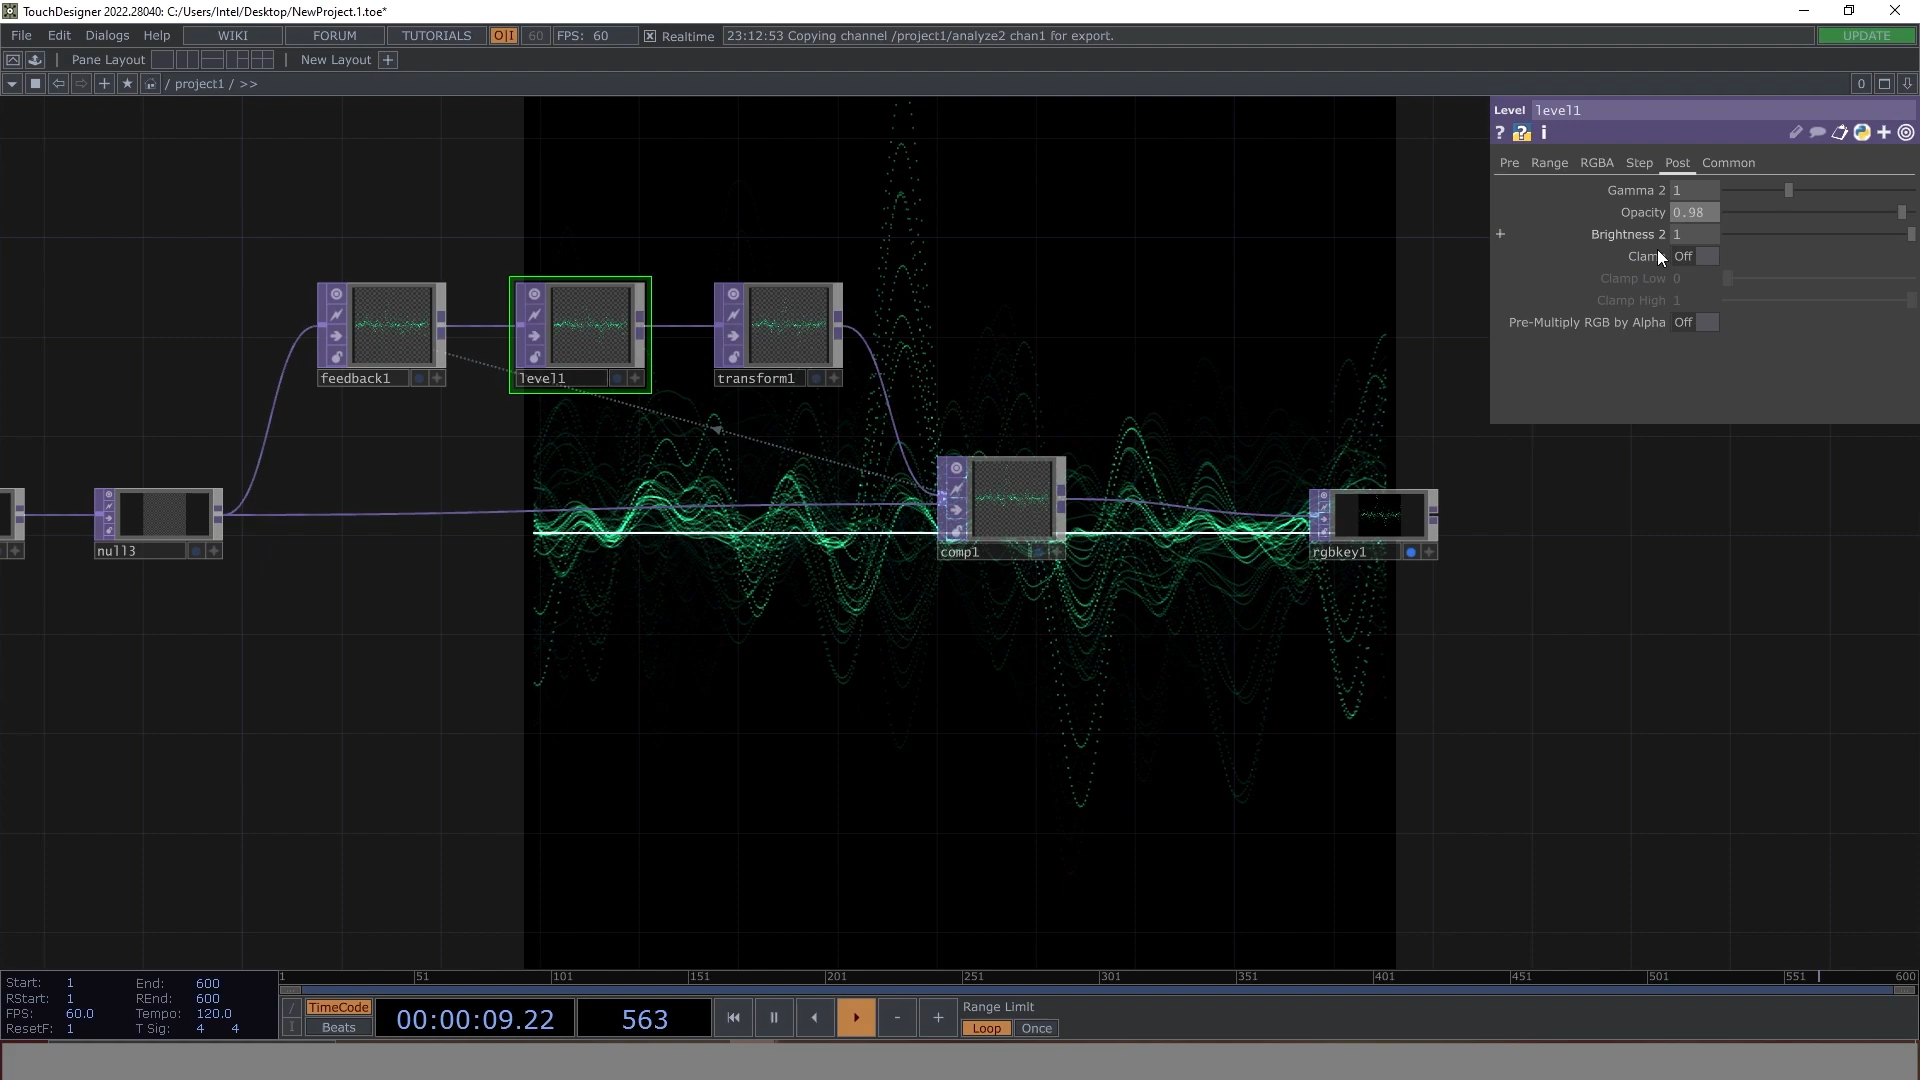 TouchDesigner 2022.28040: C:/Users/Intel/Desktop/NewProject.1.toe*
File Edit Dialogs Help WIKI FORUM TUTORIALS O|I 60 FPS: 60 Realtime 23:12:53 Copying channel /project1/analyze2 chan1 for export. UPDATE
Pane Layout New Layout +
/ project1 / >> 0
Level level1
? ? i
Pre Range RGBA Step Post Common
Gamma 2 1
Opacity 0.98
+ Brightness 2 1
Clamp Off
Clamp Low 0
Clamp High 1
Pre-Multiply RGB by Alpha Off
feedback1
level1
transform1
null3
comp1
rgbkey1
1 51 101 151 201 251 301 351 401 451 501 551 600
Start: 1 End: 600
RStart: 1 REnd: 600
FPS: 60.0 Tempo: 120.0
ResetF: 1 T Sig: 4 4
/ TimeCode
I Beats
00:00:09.22
563
- +
Range Limit
Loop Once